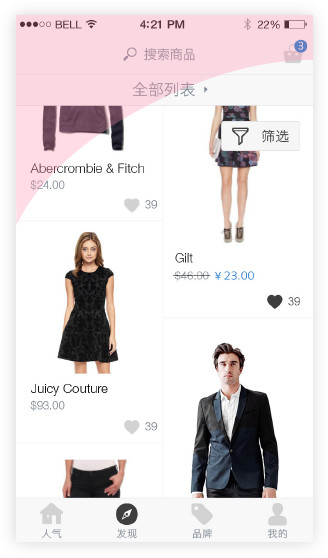 BELL 4:21 PM 22%
搜索商品 3
全部列表
筛选
Abercrombie & Fitch
$24.00
39
Gilt
$46.00 ¥23.00
39
Juicy Couture
$93.00
39
人气 发现 品牌 我的